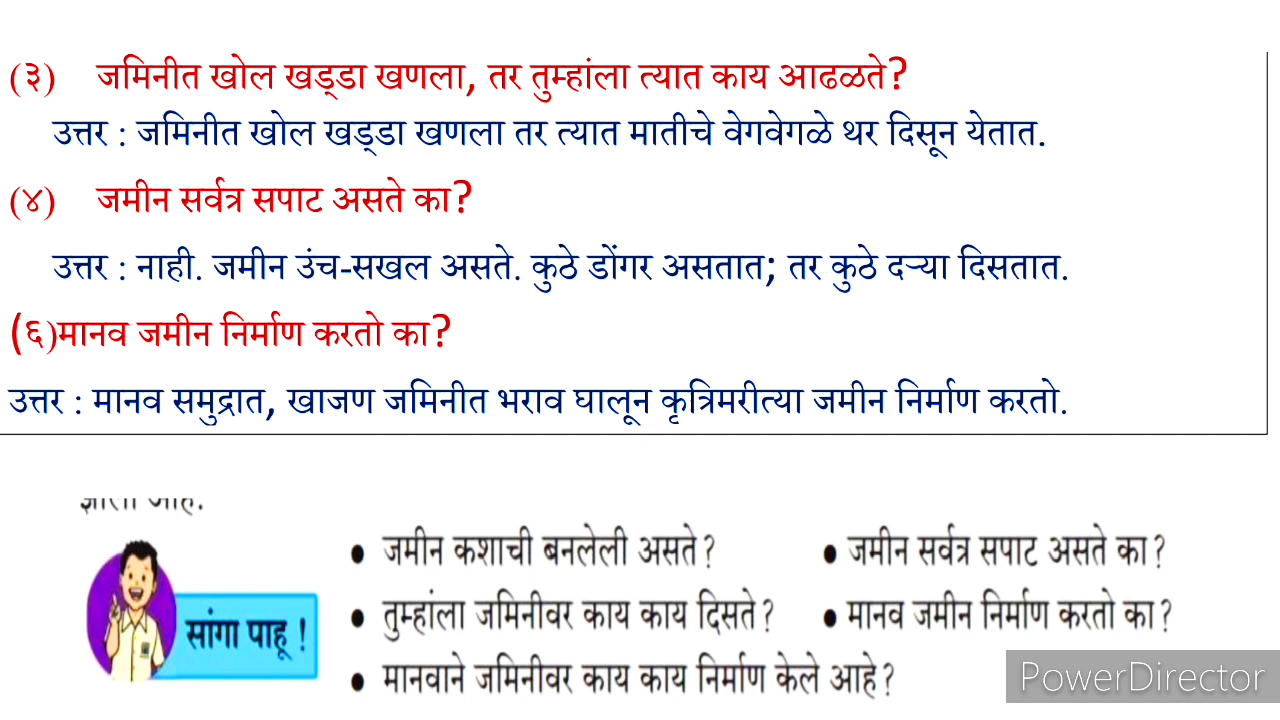 (३) जमिनीत खोल खड्डा खणला, तर तुम्हांला त्यात काय आढळते?
उत्तर : जमिनीत खोल खड्डा खणला तर त्यात मातीचे वेगवेगळे थर दिसून येतात.
(४) जमीन सर्वत्र सपाट असते का?
उत्तर : नाही. जमीन उंच-सखल असते. कुठे डोंगर असतात; तर कुठे दऱ्या दिसतात.
(६)मानव जमीन निर्माण करतो का?
उत्तर : मानव समुद्रात, खाजण जमिनीत भराव घालून कृत्रिमरीत्या जमीन निर्माण करतो.
सांगा पाहू !
• जमीन कशाची बनलेली असते?
• तुम्हांला जमिनीवर काय काय दिसते?
• मानवाने जमिनीवर काय काय निर्माण केले आहे?
• जमीन सर्वत्र सपाट असते का?
• मानव जमीन निर्माण करतो का?
PowerDirector